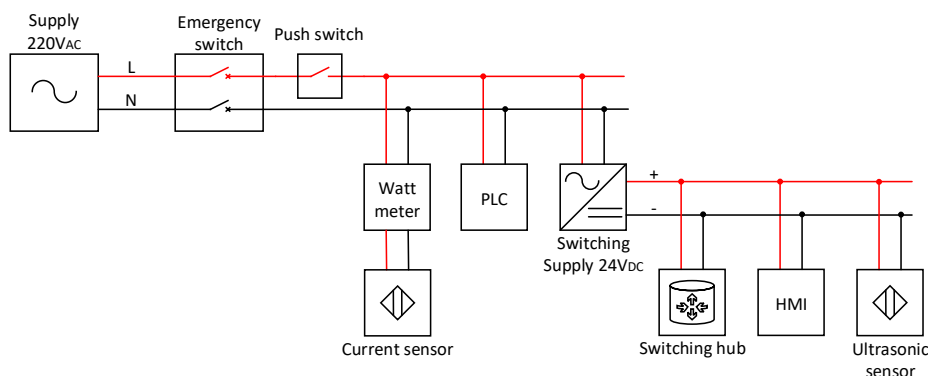 Supply
220VAC
Emergency
switch
Push switch
L
N
Watt
meter
PLC
+
-
Switching
Supply 24VDC
HMI
Current sensor
Switching hub
Ultrasonic
sensor